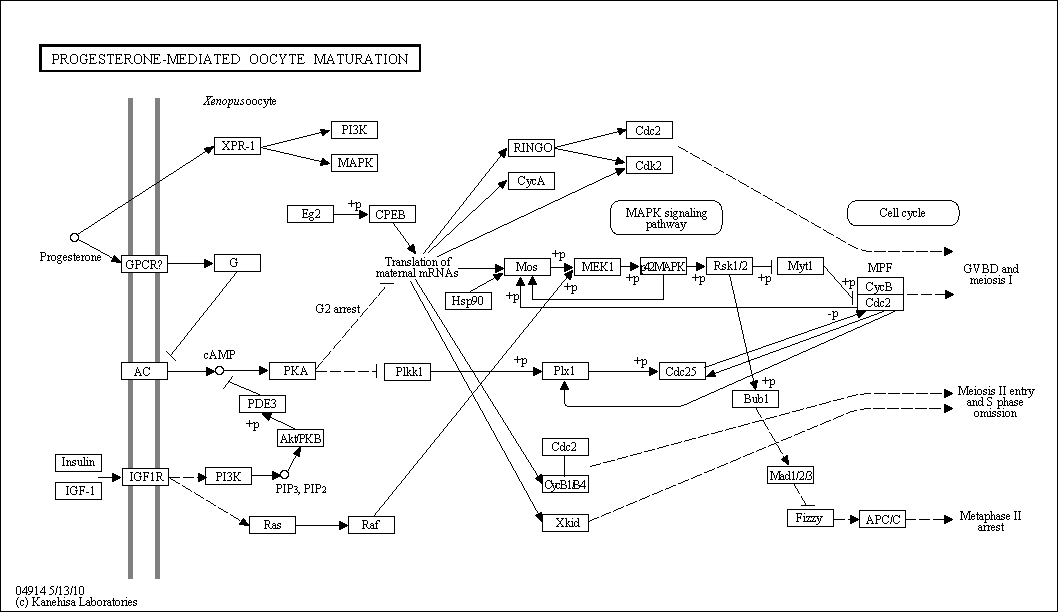 PROGESTERONE-MEDIATED OOCYTE MATURATION
Xenopus oocyte
PI3K
XPR-1
MAPK
RINGO
Cdc2
Cdk2
CycA
Eg2
+p
CPEB
MAPK signaling
pathway
Cell cycle
Progesterone
GPCR?
G
Translation of
maternal mRNAs
Mos
+p
MEK1
+p
p42MAPK
+p
Rsk1/2
+p
Myt1
+p
MPF
CycB
Cdc2
GVBD and
meiosis I
Hsp90
+p
+p
-p
G2 arrest
cAMP
AC
PKA
Plkk1
+p
Plx1
+p
Cdc25
+p
Bub1
PDE3
+p
Akt/PKB
Meiosis II entry
and S phase
omission
Insulin
IGF-1
IGF1R
PI3K
PIP3, PIP2
Cdc2
CycB1/B4
Mad1/2/3
Ras
Raf
Xkid
Fizzy
APC/C
Metaphase II
arrest
04914 5/13/10
(c) Kanehisa Laboratories